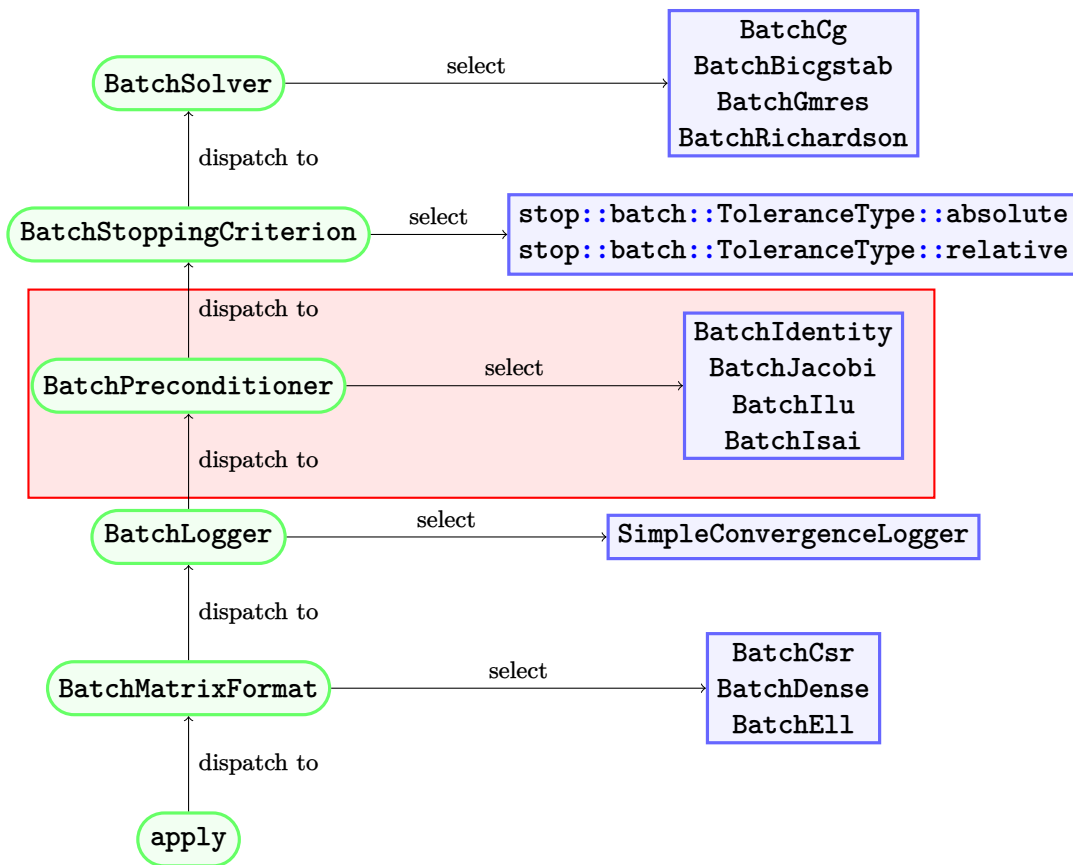 BatchSolver
select
BatchCg
BatchBicgstab
BatchGmres
BatchRichardson
dispatch to
BatchStoppingCriterion
select
stop::batch::ToleranceType::absolute
stop::batch::ToleranceType::relative
dispatch to
BatchPreconditioner
select
BatchIdentity
BatchJacobi
BatchIlu
BatchIsai
dispatch to
BatchLogger
select
SimpleConvergenceLogger
dispatch to
BatchMatrixFormat
select
BatchCsr
BatchDense
BatchEll
dispatch to
apply